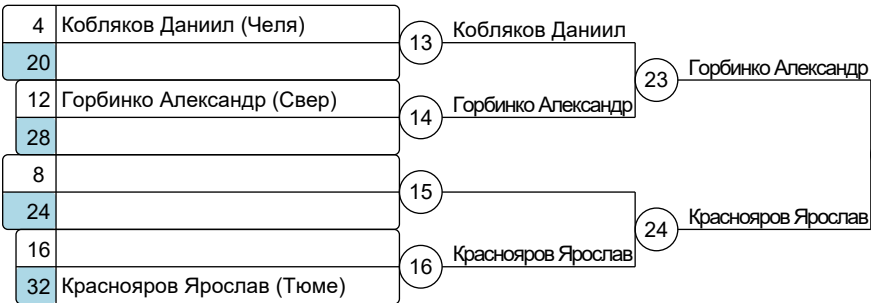 4 Кобляков Даниил (Челя)
13 Кобляков Даниил
20
23 Горбинко Александр
12 Горбинко Александр (Свер)
14 Горбинко Александр
28
8
15
24
24 Краснояров Ярослав
16
16 Краснояров Ярослав
32 Краснояров Ярослав (Тюме)